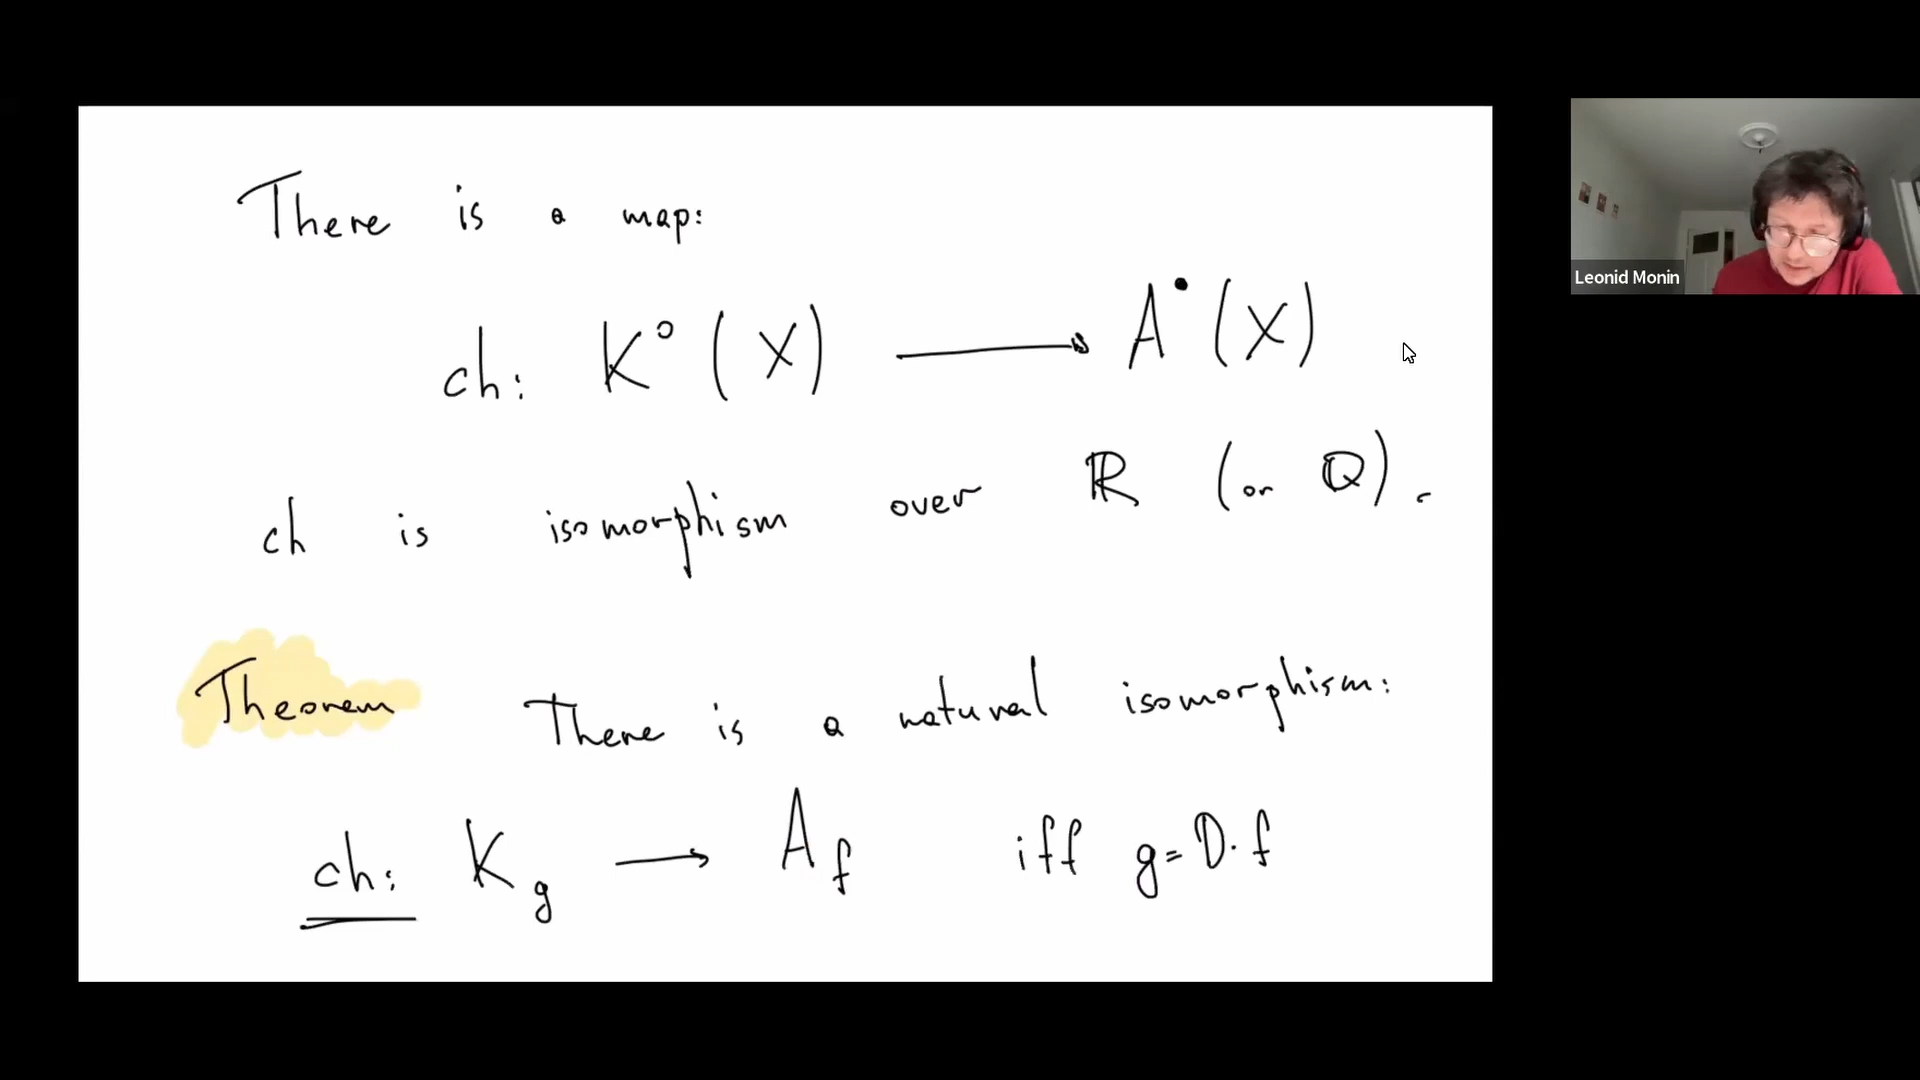 There is a map:
ch: K° (X) ⟶ A• (X)
ch is isomorphism over ℝ (or ℚ).
Theorem There is a natural isomorphism:
ch: K_g ⟶ A_f iff g = D · f
Leonid Monin